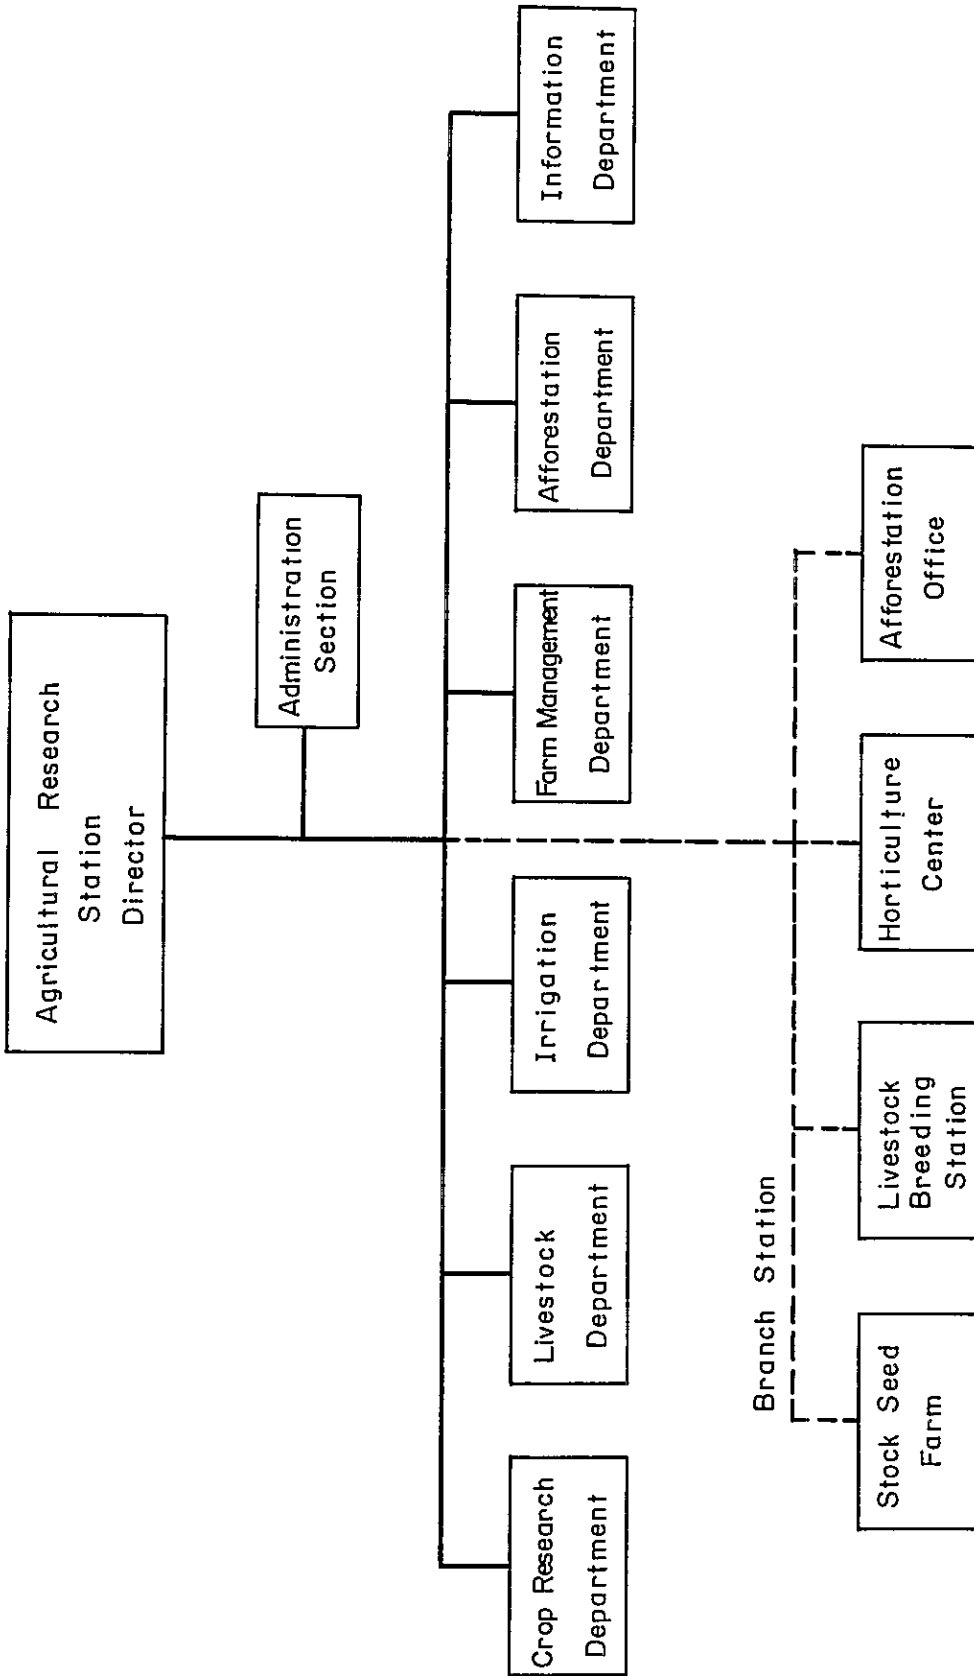 Agricultural Research
Station
Director
Administration
Section
Crop Research
Department
Livestock
Department
Irrigation
Department
Farm Management
Department
Afforestation
Department
Information
Department
Branch Station
Stock Seed
Farm
Livestock
Breeding
Station
Horticulture
Center
Afforestation
Office